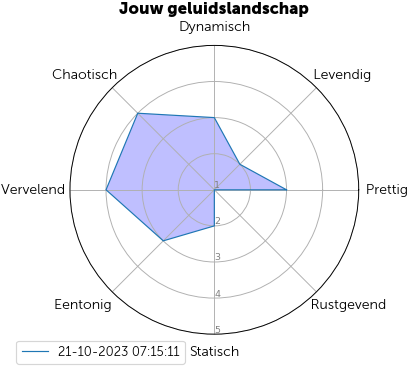 Jouw geluidslandschap
Dynamisch
Chaotisch
Levendig
Vervelend
1
Prettig
2
3
Eentonig
4
Rustgevend
5
21-10-2023 07:15:11
Statisch